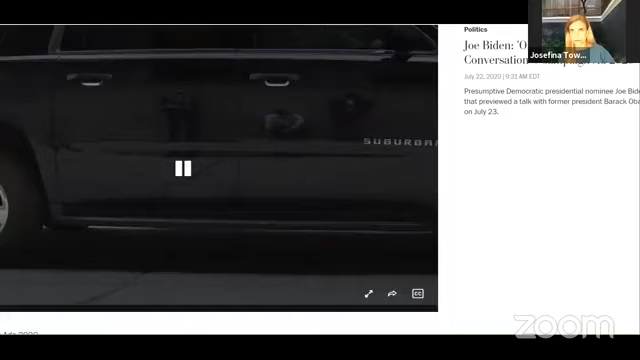 Politics
Joe Biden: 'O
Conversation
July 22, 2020 | 9:31 AM EDT
Presumptive Democratic presidential nominee Joe Bide
that previewed a talk with former president Barack Oba
on July 23.
Josefina Tow...
SUBURBA
CC
zoom